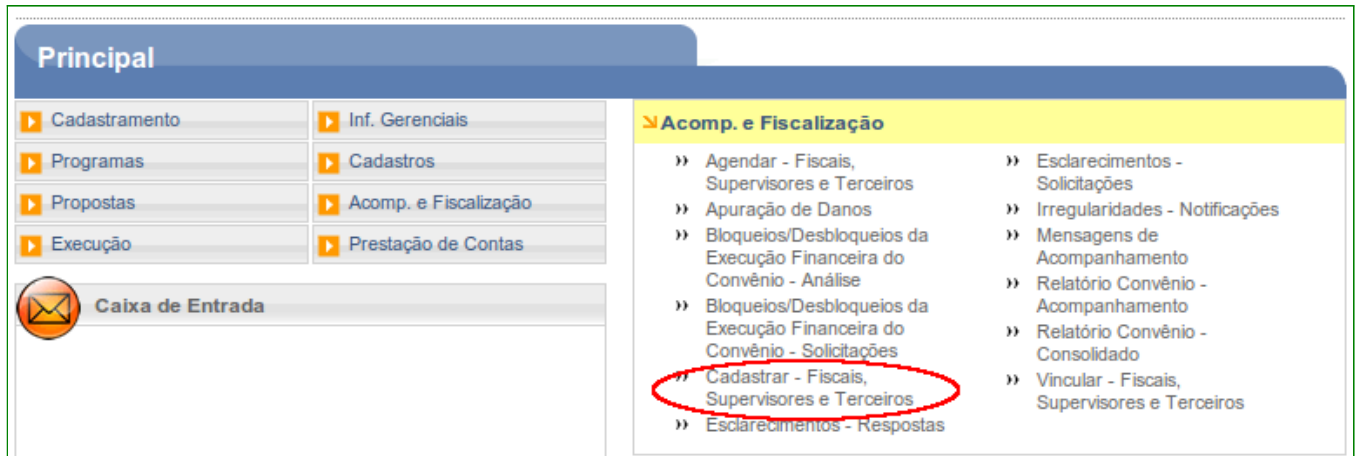 Principal
Cadastramento
Inf. Gerenciais
Programas
Cadastros
Propostas
Acomp. e Fiscalização
Execução
Prestação de Contas
Caixa de Entrada
Acomp. e Fiscalização
Agendar - Fiscais,
Supervisores e Terceiros
Apuração de Danos
Bloqueios/Desbloqueios da
Execução Financeira do
Convênio - Análise
Bloqueios/Desbloqueios da
Execução Financeira do
Convênio - Solicitações
Cadastrar - Fiscais,
Supervisores e Terceiros
Esclarecimentos - Respostas
Esclarecimentos -
Solicitações
Irregularidades - Notificações
Mensagens de
Acompanhamento
Relatório Convênio -
Acompanhamento
Relatório Convênio -
Consolidado
Vincular - Fiscais,
Supervisores e Terceiros